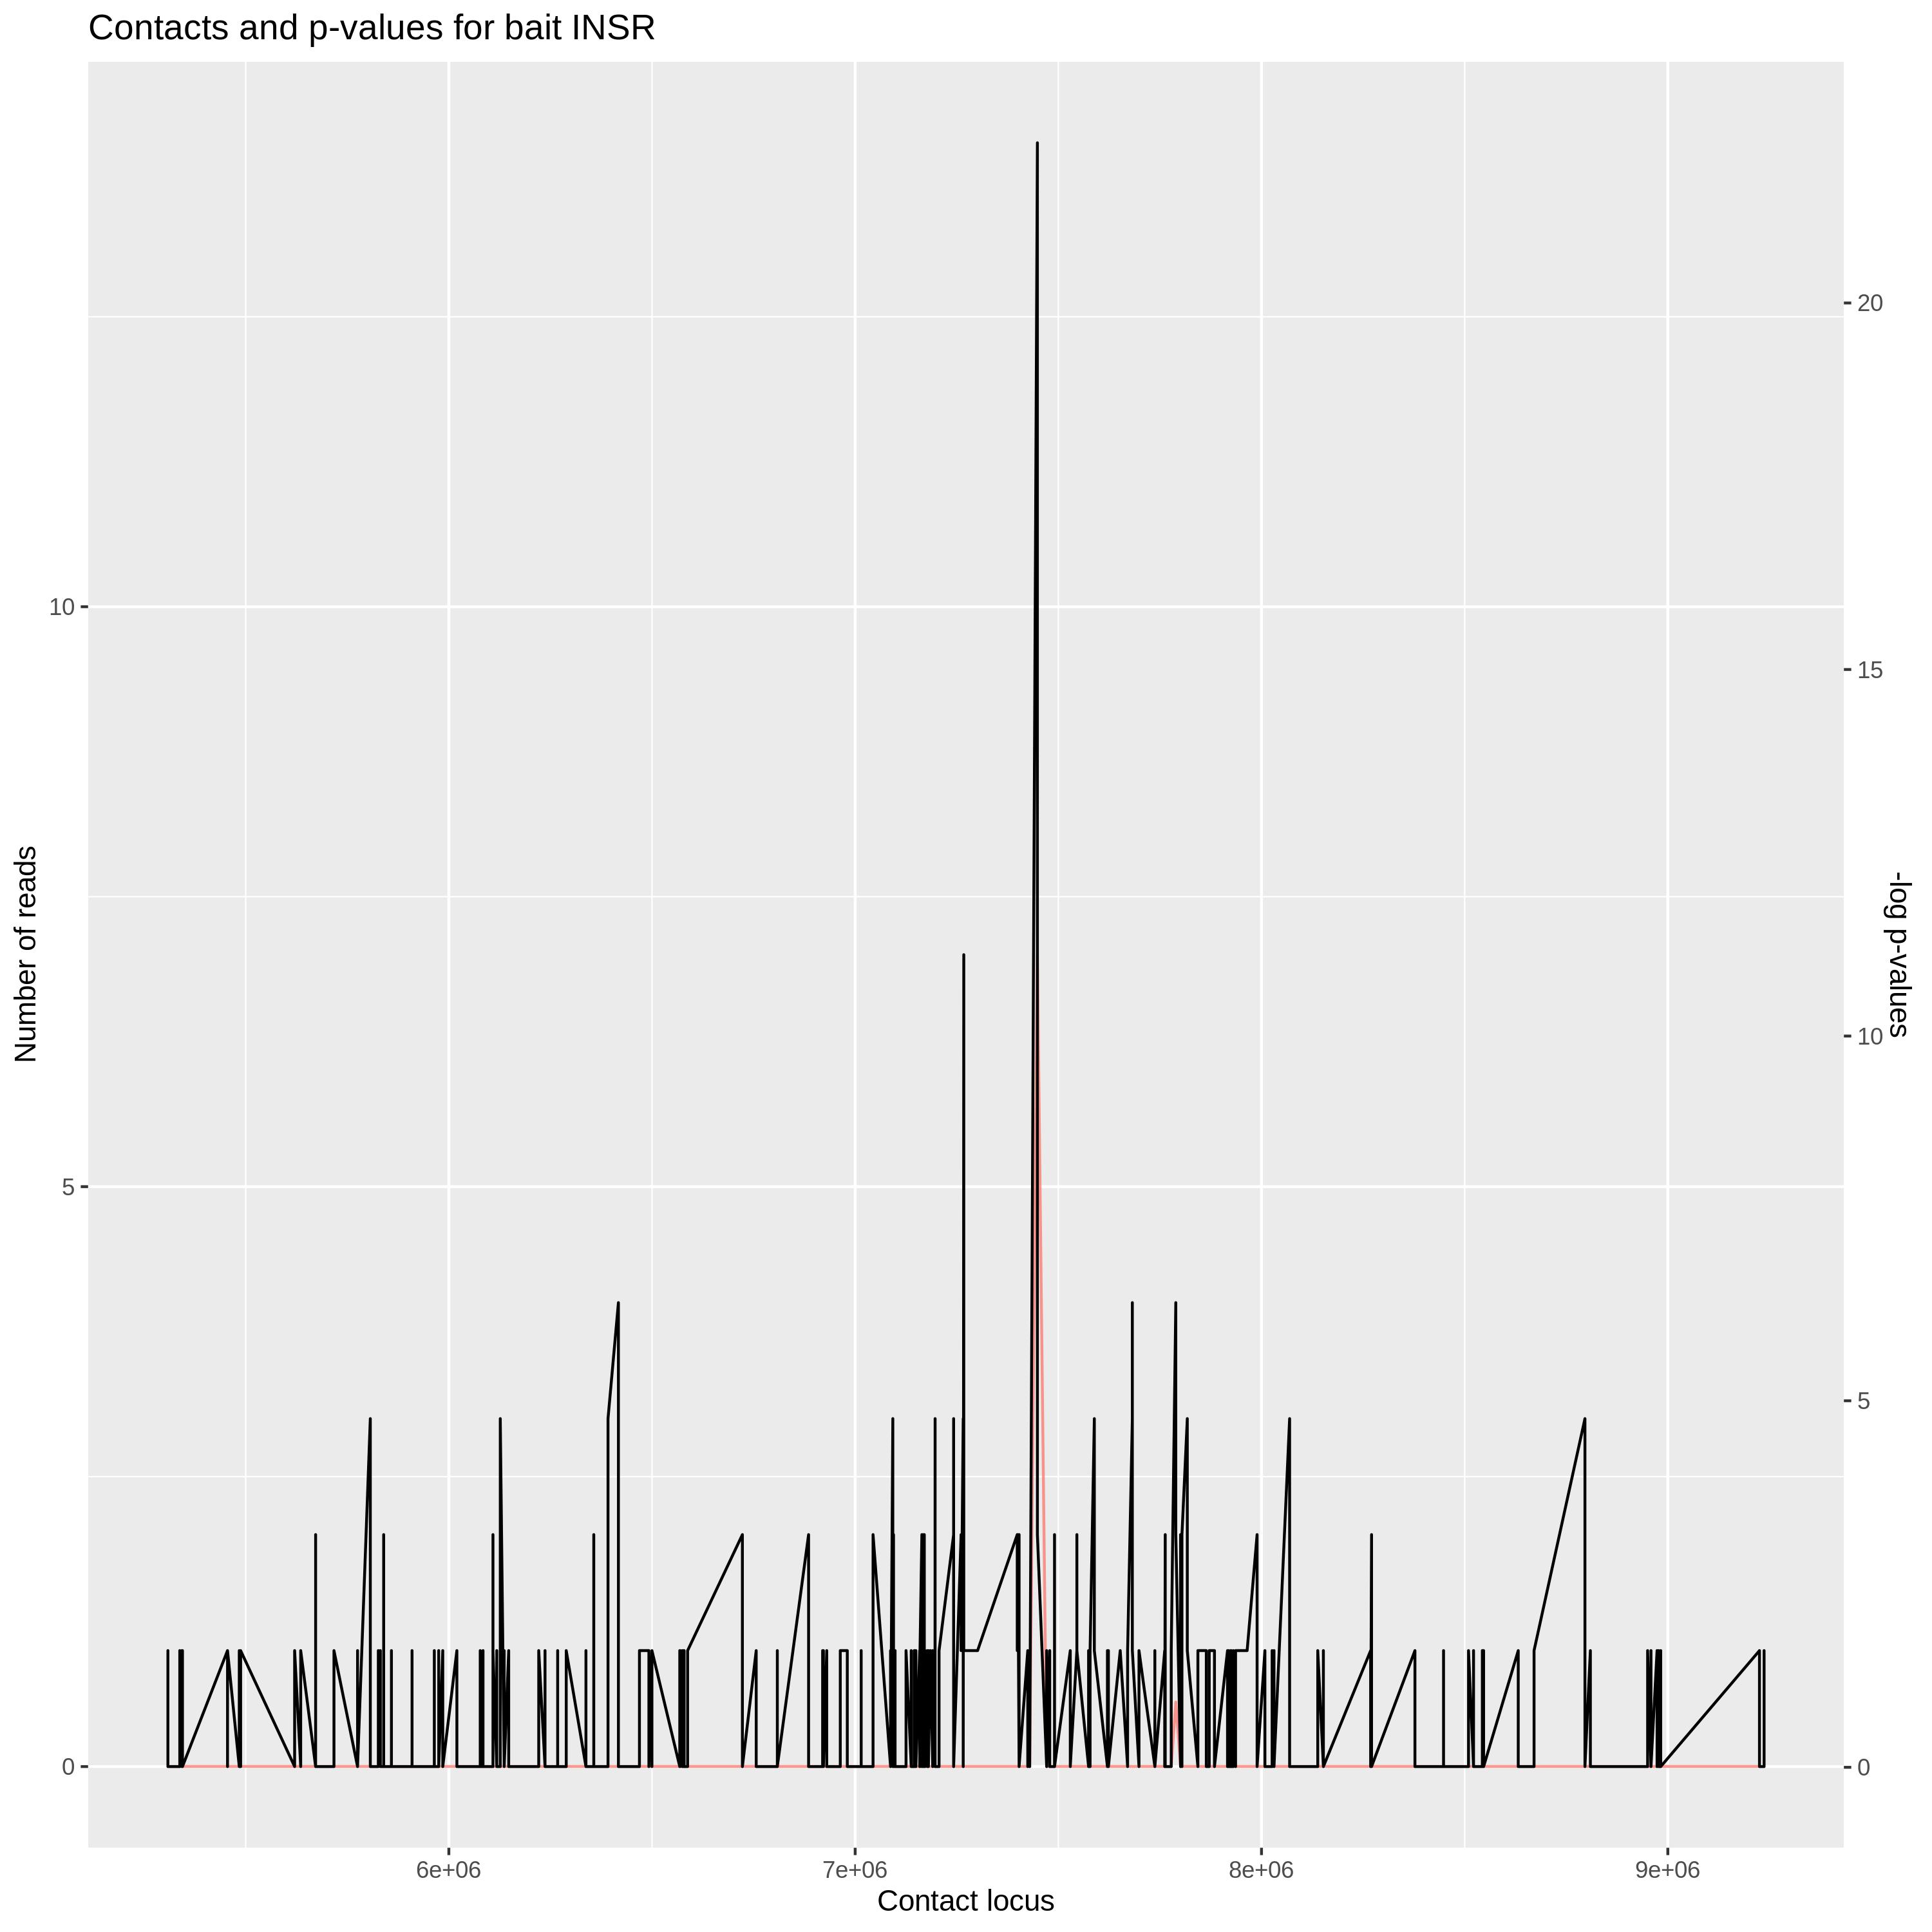 Contacts and p-values for bait INSR
Number of reads
10
5
0
20
15
10
5
0
-log p-values
6e+06 7e+06 8e+06 9e+06
Contact locus